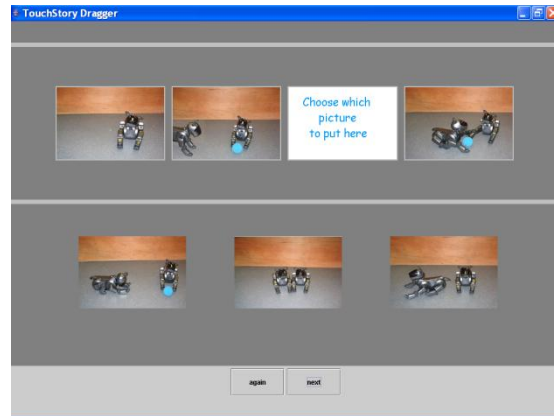 TouchStory Dragger
Choose which
picture
to put here
again
next